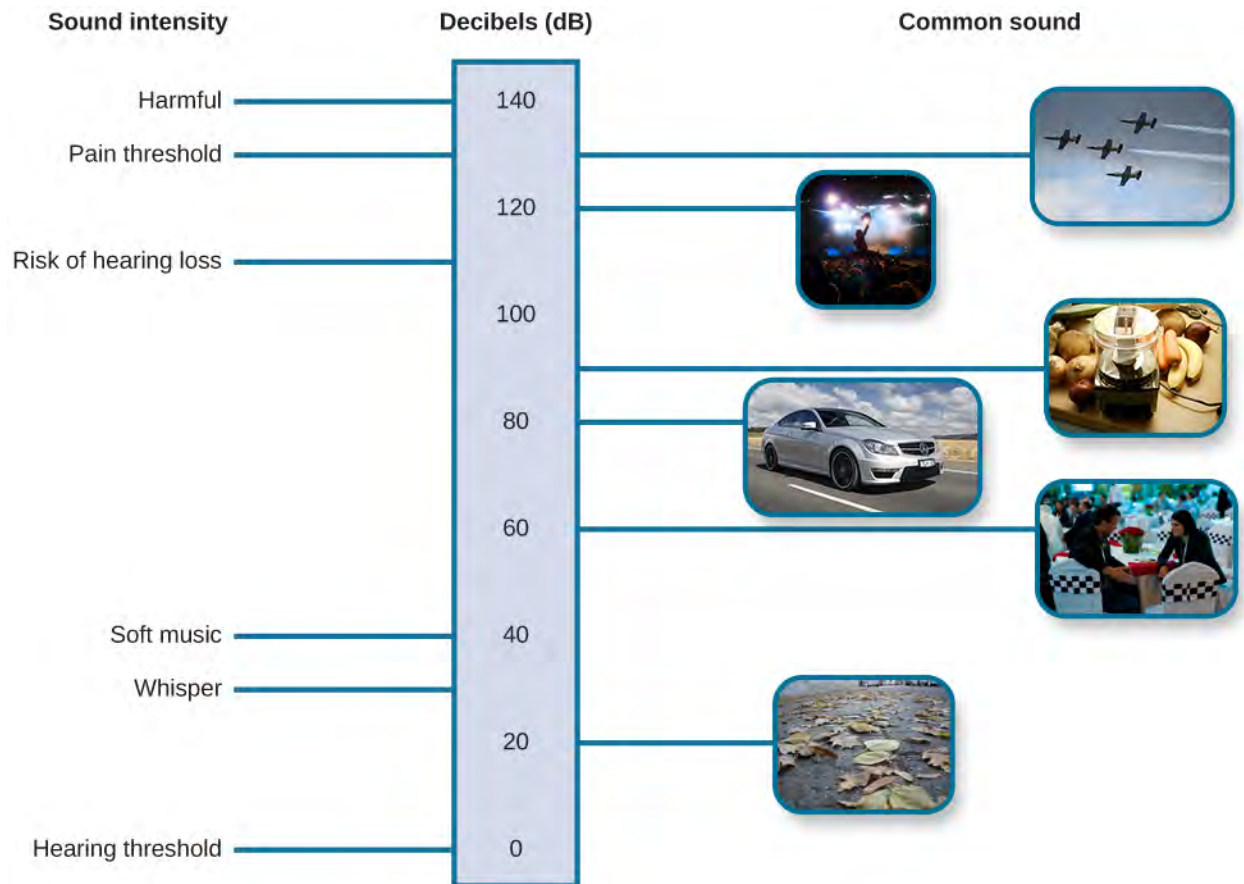 Sound intensity
Decibels (dB)
Common sound
Harmful
140
Pain threshold
120
Risk of hearing loss
100
80
60
Soft music
40
Whisper
20
Hearing threshold
0